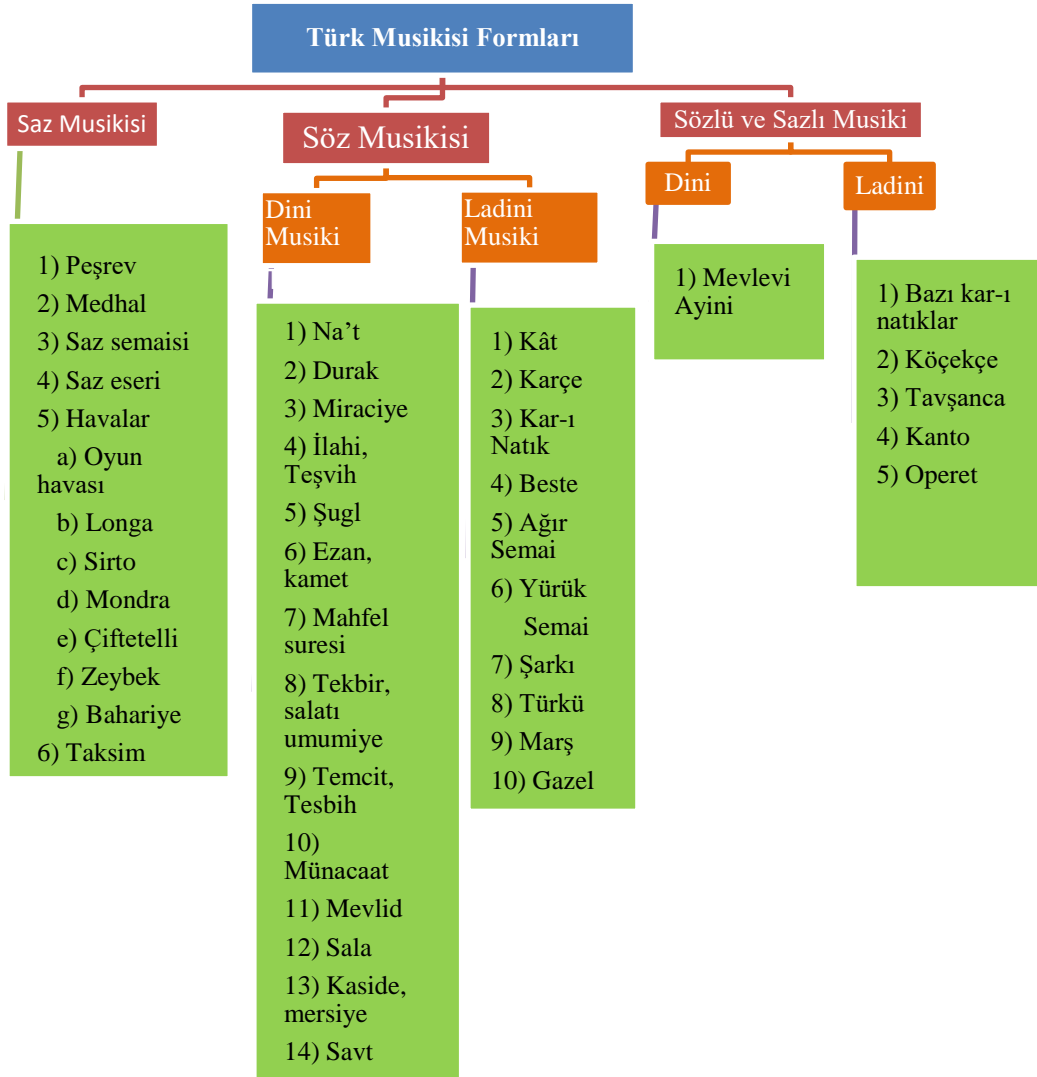 Türk Musikisi Formları
Saz Musikisi
1) Peşrev
2) Medhal
3) Saz semaisi
4) Saz eseri
5) Havalar
a) Oyun
havası
b) Longa
c) Sirto
d) Mondra
e) Çiftetelli
f) Zeybek
g) Bahariye
6) Taksim
Söz Musikisi
Dini
Musiki
1) Na’t
2) Durak
3) Miraciye
4) İlahi,
Teşvih
5) Şugl
6) Ezan,
kamet
7) Mahfel
suresi
8) Tekbir,
salatı
umumiye
9) Temcit,
Tesbih
10)
Münacaat
11) Mevlid
12) Sala
13) Kaside,
mersiye
14) Savt
Ladini
Musiki
1) Kât
2) Karçe
3) Kar-ı
Natık
4) Beste
5) Ağır
Semai
6) Yürük
Semai
7) Şarkı
8) Türkü
9) Marş
10) Gazel
Sözlü ve Sazlı Musiki
Dini
1) Mevlevi
Ayini
Ladini
1) Bazı kar-ı
natıklar
2) Köçekçe
3) Tavşanca
4) Kanto
5) Operet